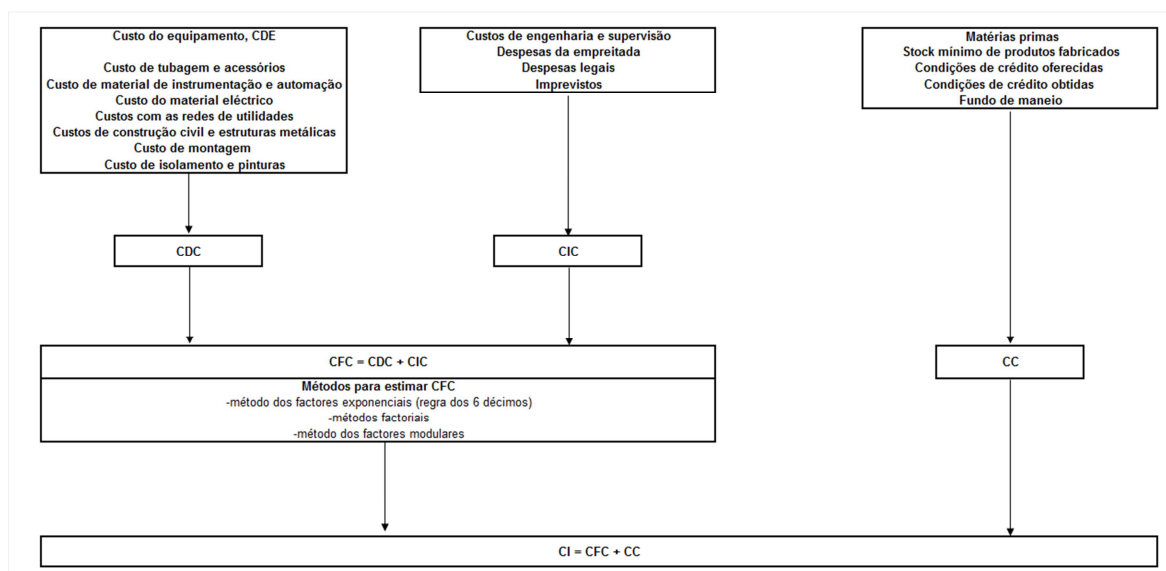 Custo do equipamento, CDE
Custo de tubagem e acessórios
Custo de material de instrumentação e automação
Custo do material eléctrico
Custos com as redes de utilidades
Custos de construção civil e estruturas metálicas
Custo de montagem
Custo de isolamento e pinturas
Custos de engenharia e supervisão
Despesas da empreitada
Despesas legais
Imprevistos
Matérias primas
Stock mínimo de produtos fabricados
Condições de crédito oferecidas
Condições de crédito obtidas
Fundo de maneio
CDC
CIC
CFC = CDC + CIC
Métodos para estimar CFC
-método dos factores exponenciais (regra dos 6 décimos)
-métodos factoriais
-método dos factores modulares
CC
CI = CFC + CC